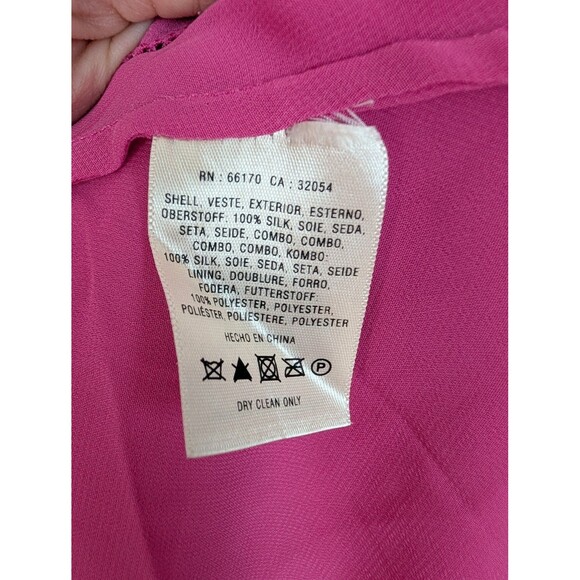 RN : 66170 CA : 32054
SHELL, VESTE, EXTERIOR, ESTERNO,
OBERSTOFF: 100% SILK, SOIE, SEDA,
SETA, SEIDE, COMBO, COMBO,
COMBO, COMBO, KOMBO:
100% SILK, SOIE, SEDA, SETA, SEIDE
LINING, DOUBLURE, FORRO,
FODERA, FUTTERSTOFF:
100% POLYESTER, POLYESTER,
POLIÉSTER, POLIESTERE, POLYESTER
HECHO EN CHINA
P
DRY CLEAN ONLY